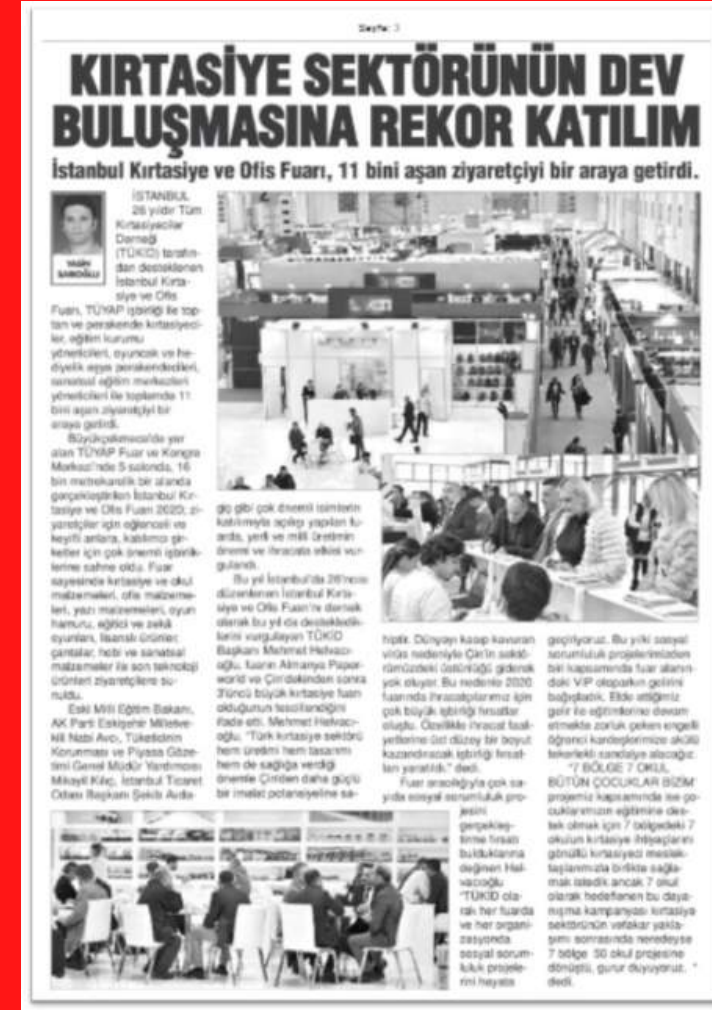 Sayfa: 3
KIRTASİYE SEKTÖRÜNÜN DEV
BULUŞMASINA REKOR KATILIM
İstanbul Kırtasiye ve Ofis Fuarı, 11 bini aşan ziyaretçiyi bir araya getirdi.
YASİN
İSTANBUL
26 yıldır Tüm
Kırtasiyeciler
Derneği
(TÜKİD) tarafın-
dan desteklenen
İstanbul Kırta-
siye ve Ofis
Fuarı, TÜYAP işbirliği ile top-
tan ve perakende kırtasiyeci-
ler, eğitim kurumu
yöneticileri, oyuncak ve he-
diyelik eşya perakendecileri,
sanatsal eğitim merkezleri
yöneticileri ile toplamda 11
bini aşan ziyaretçiyi bir
araya getirdi.
Büyükçekmece'de yer
alan TÜYAP Fuar ve Kongre
Merkezi'nde 5 salonda, 16
bin metrekarelik bir alanda
gerçekleştirilen İstanbul Kır-
tasiye ve Ofis Fuarı 2020, zi-
yaretçiler için eğlenceli ve
keyifli anlara, katılımcı şir-
ketler için çok önemli işbirlik-
lerine sahne oldu. Fuar
sayesinde kırtasiye ve okul
malzemeleri, ofis malzeme-
leri, yazı malzemeleri, oyun
hamuru, eğitici ve zekâ
oyunları, lisanslı ürünler,
çantalar, hobi ve sanatsal
malzemeler ile son teknoloji
ürünleri ziyaretçilere su-
nuldu.
Eski Milli Eğitim Bakanı,
AK Parti Eskişehir Milletve-
kili Nabi Avcı, Tüketicinin
Korunması ve Piyasa Göze-
timi Genel Müdür Yardımcısı
Mikayil Kılıç, İstanbul Ticaret
Odası Başkanı Şekib Avda-
giç gibi çok önemli isimlerin
katılımıyla açılışı yapılan fu-
arda, yerli ve milli üretimin
önemi ve ihracata etkisi vur-
gulandı.
Bu yıl İstanbul'da 26'ncısı
düzenlenen İstanbul Kırta-
siye ve Ofis Fuarı'nı dernek
olarak bu yıl da destekledik-
lerini vurgulayan TÜKİD
Başkanı Mehmet Helvacı-
oğlu, fuarın Almanya Paper-
world ve Çin'dekinden sonra
3'üncü büyük kırtasiye fuarı
olduğunun tescillendiğini
ifade etti. Mehmet Helvacı-
oğlu, "Türk kırtasiye sektörü
hem üretimi hem tasarımı
hem de sağlığa verdiği
önemle Çin'den daha güçlü
bir imalat potansiyeline sa-
hiptir. Dünyayı kasıp kavuran
virüs nedeniyle Çin'in sektö-
rümüzdeki üstünlüğü giderek
yok oluyor. Bu nedenle 2020
fuarında ihracatçılarımız için
çok büyük işbirliği fırsatları
oluştu. Özellikle ihracat faali-
yetlerine üst düzey bir boyut
kazandıracak işbirliği fırsat-
ları yaratıldı." dedi.
Fuar aracılığıyla çok sa-
yıda sosyal sorumluluk pro-
jesini
gerçekleş-
tirme fırsatı
bulduklarına
değinen Hel-
vacıoğlu
"TÜKİD ola-
rak her fuarda
ve her organi-
zasyonda
sosyal sorum-
luluk projele-
rini hayata
geçiriyoruz. Bu yılki sosyal
sorumluluk projelerimizden
biri kapsamında fuar alanın-
daki VIP otoparkın gelirini
bağışladık. Elde ettiğimiz
gelir ile eğitimlerine devam
etmekte zorluk çeken engelli
öğrenci kardeşlerimize akülü
tekerlekli sandalye alacağız.
"7 BÖLGE 7 OKUL,
BÜTÜN ÇOCUKLAR BİZİM'
projemiz kapsamında ise ço-
cuklarımızın eğitimine des-
tek olmak için 7 bölgedeki 7
okulun kırtasiye ihtiyaçlarını
gönüllü kırtasiyeci meslek-
taşlarımızla birlikte sağla-
mak istedik ancak 7 okul
olarak hedeflenen bu daya-
nışma kampanyası kırtasiye
sektörünün vefakar yakla-
şımı sonrasında neredeyse
7 bölge 50 okul projesine
dönüştü, gurur duyuyoruz. "
dedi.